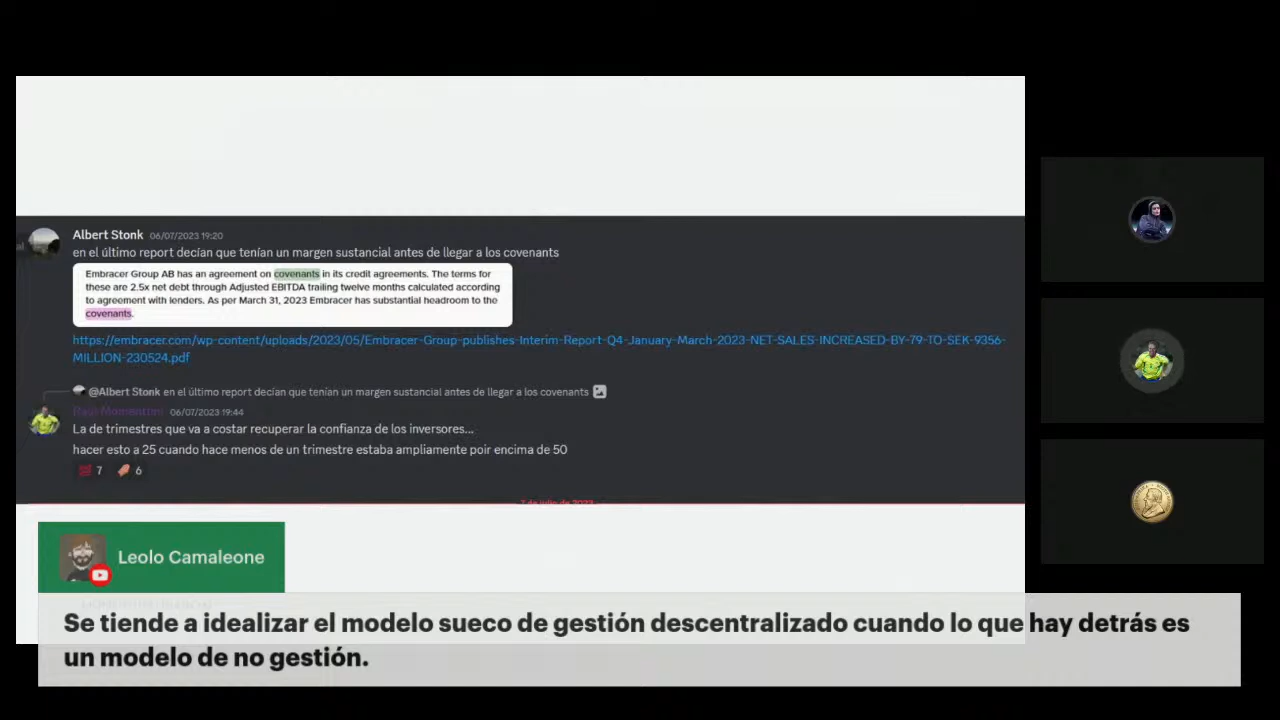 Albert Stonk 06/07/2023 19:20
en el último report decían que tenían un margen sustancial antes de llegar a los covenants
Embracer Group AB has an agreement on covenants in its credit agreements. The terms for
these are 2.5x net debt through Adjusted EBITDA trailing twelve months calculated according
to agreement with lenders. As per March 31, 2023 Embracer has substantial headroom to the
covenants.
https://embracer.com/wp-content/uploads/2023/05/Embracer-Group-publishes-Interim-Report-Q4-January-March-2023-NET-SALES-INCREASED-BY-79-TO-SEK-9356-
MILLION-230524.pdf
@Albert Stonk en el último report decían que tenían un margen sustancial antes de llegar a los covenants
06/07/2023 19:44
La de trimestres que va a costar recuperar la confianza de los inversores...
hacer esto a 25 cuando hace menos de un trimestre estaba ampliamente poir encima de 50
7 6
7 de julio de 2023
Leolo Camaleone
Se tiende a idealizar el modelo sueco de gestión descentralizado cuando lo que hay detrás es
un modelo de no gestión.